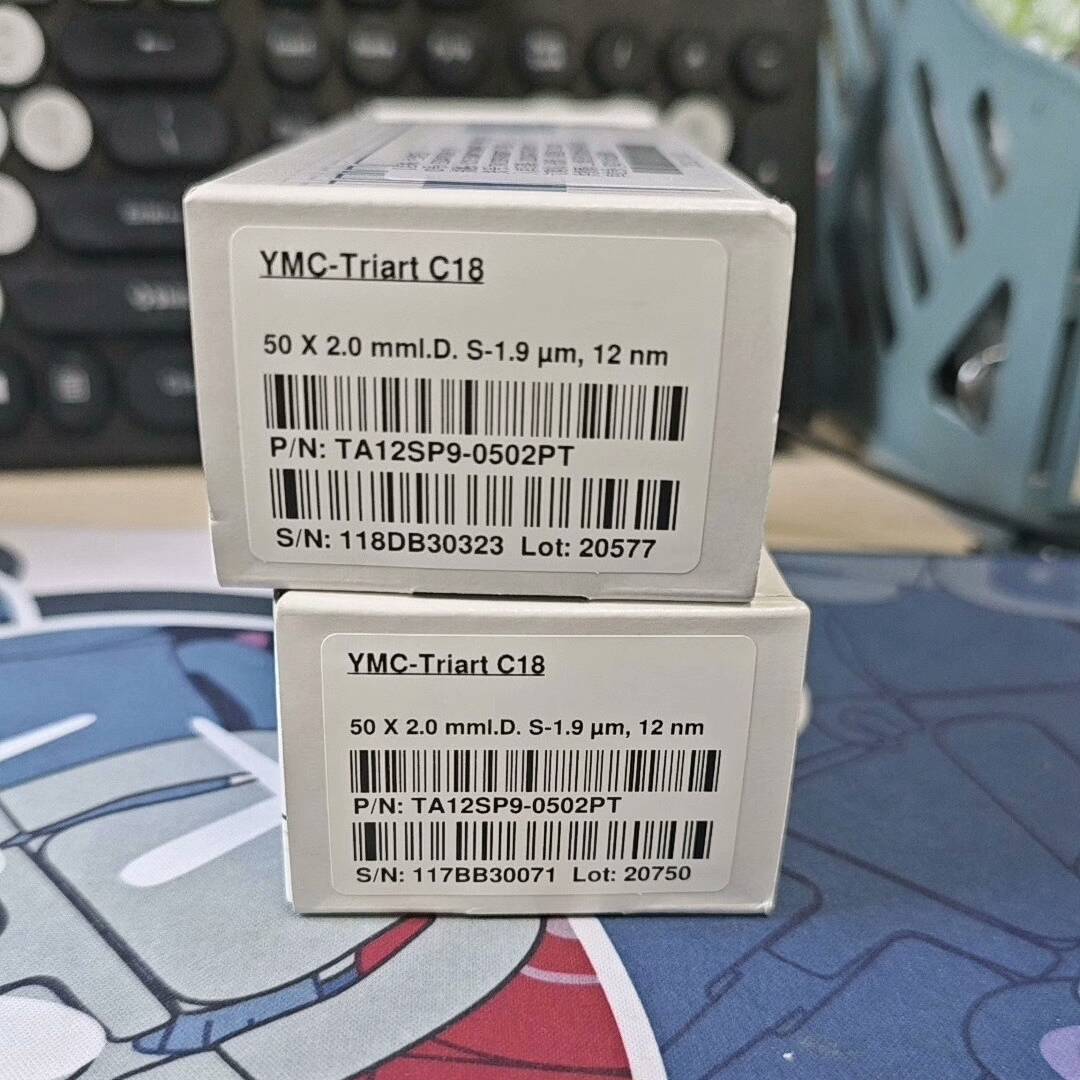 YMC-Triart C18
50 X 2.0 mmI.D. S-1.9 µm, 12 nm
P/N: TA12SP9-0502PT
S/N: 118DB30323 Lot: 20577
YMC-Triart C18
50 X 2.0 mmI.D. S-1.9 µm, 12 nm
P/N: TA12SP9-0502PT
S/N: 117BB30071 Lot: 20750